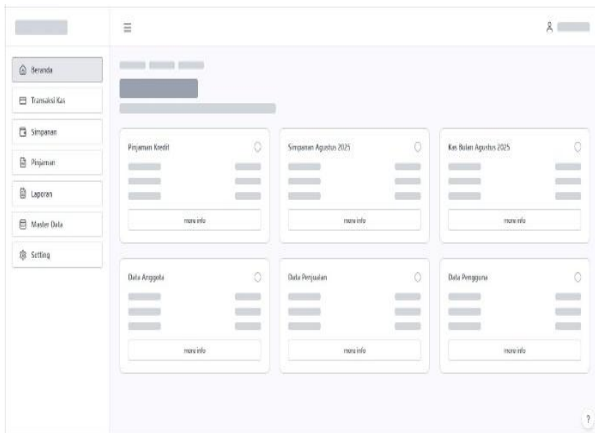 Beranda
Transaksi Kas
Simpanan
Pinjaman
Laporan
Master Data
Setting
Pinjaman Kredit
more info
Simpanan Agustus 2025
more info
Kas Bulan Agustus 2025
more info
Data Anggota
more info
Data Penjualan
more info
Data Pengguna
more info
?